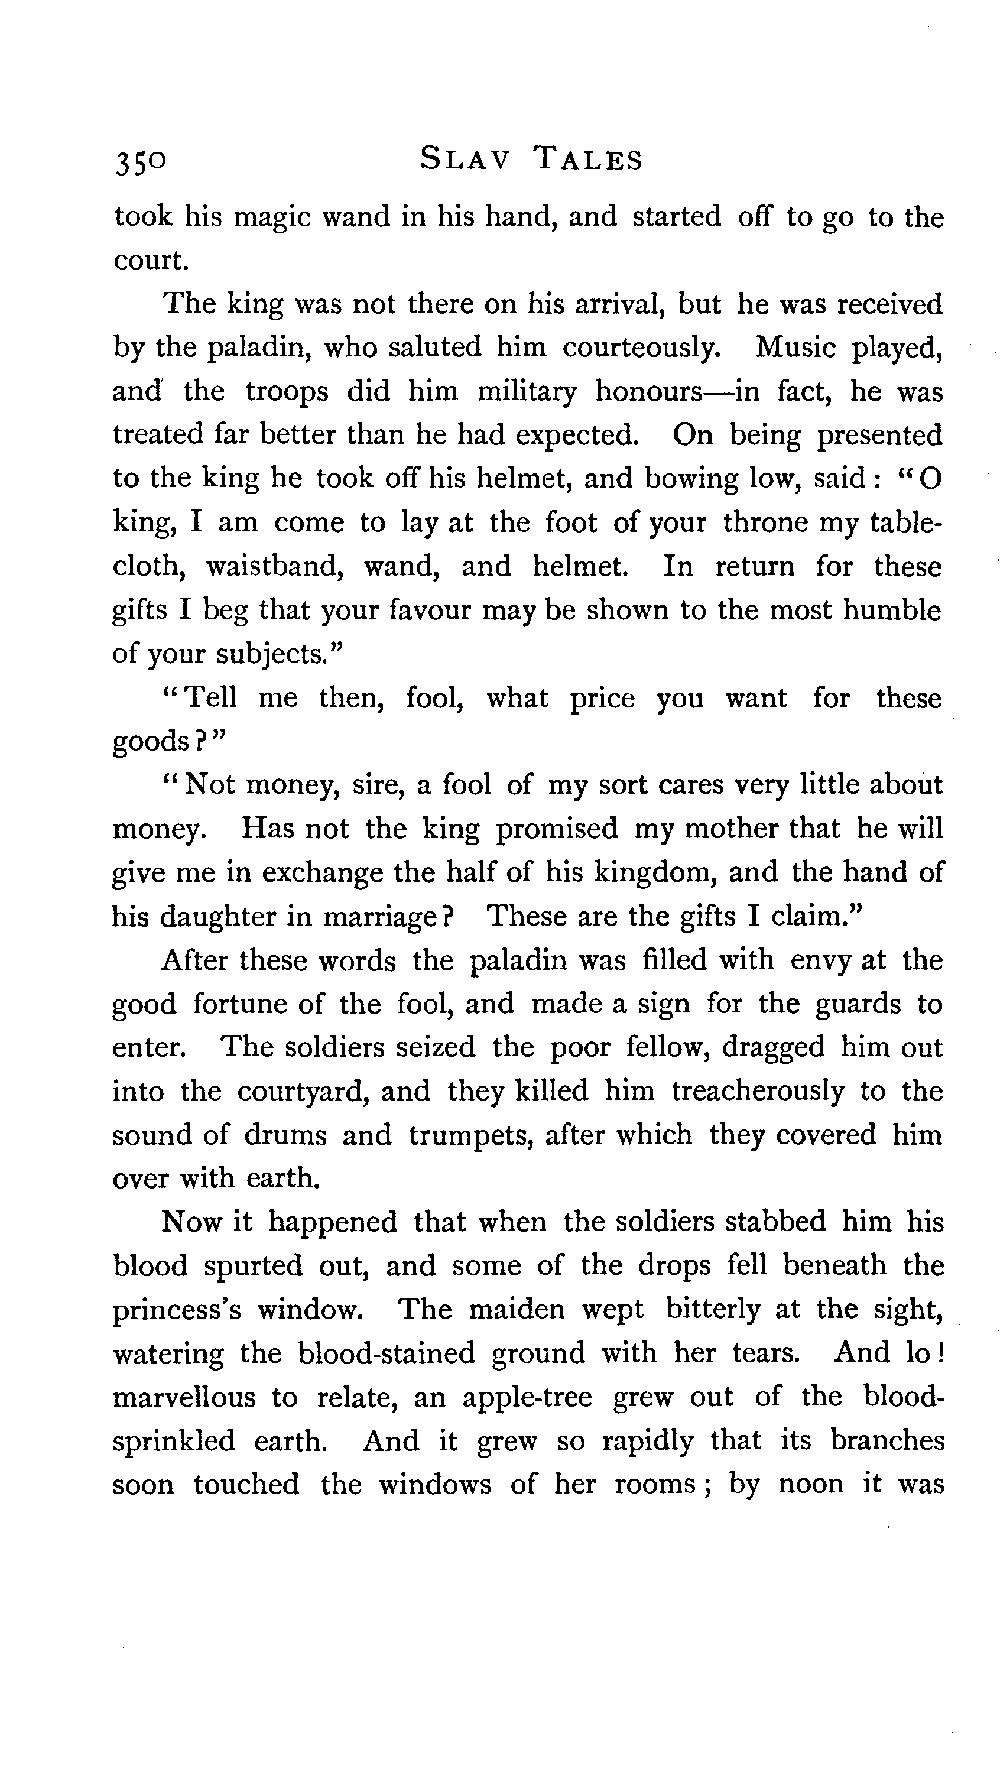 350 SLAV TALES
took his magic wand in his hand, and started off to go to the
court.
The king was not there on his arrival, but he was received
by the paladin, who saluted him courteously. Music played,
and the troops did him military honours—in fact, he was
treated far better than he had expected. On being presented
to the king he took off his helmet, and bowing low, said : “ O
king, I am come to lay at the foot of your throne my table-
cloth, waistband, wand, and helmet. In return for these
gifts I beg that your favour may be shown to the most humble
of your subjects.”
“ Tell me then, fool, what price you want for these
goods ? ”
“ Not money, sire, a fool of my sort cares very little about
money. Has not the king promised my mother that he will
give me in exchange the half of his kingdom, and the hand of
his daughter in marriage ? These are the gifts I claim.”
After these words the paladin was filled with envy at the
good fortune of the fool, and made a sign for the guards to
enter. The soldiers seized the poor fellow, dragged him out
into the courtyard, and they killed him treacherously to the
sound of drums and trumpets, after which they covered him
over with earth.
Now it happened that when the soldiers stabbed him his
blood spurted out, and some of the drops fell beneath the
princess’s window. The maiden wept bitterly at the sight,
watering the blood-stained ground with her tears. And lo !
marvellous to relate, an apple-tree grew out of the blood-
sprinkled earth. And it grew so rapidly that its branches
soon touched the windows of her rooms ; by noon it was